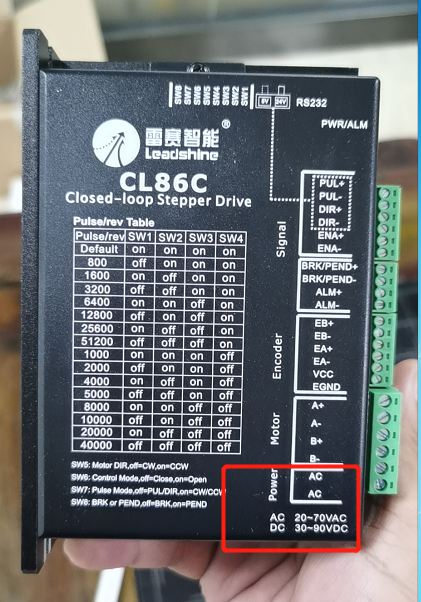 SW8 SW7 SW6 SW5 SW4 SW3 SW2 SW1
5V 24V RS232
PWR/ALM
雷赛智能®
Leadshine
CL86C
Closed-loop Stepper Drive
Pulse/rev Table
Pulse/rev SW1 SW2 SW3 SW4
Default on on on on
800 off on on on
1600 on off on on
3200 off off on on
6400 on on off on
12800 off on off on
25600 on off off on
51200 off off off on
1000 on on on off
2000 off on on off
4000 on off on off
5000 off off on off
8000 on on off off
10000 off on off off
20000 on off off off
40000 off off off off
SW5: Motor DIR,off=CW,on=CCW
SW6: Control Mode,off=Close,on=Open
SW7: Pulse Mode,off=PUL/DIR,on=CW/CCW
SW8: BRK or PEND,off=BRK,on=PEND
Signal
PUL+
PUL-
DIR+
DIR-
ENA+
ENA-
BRK/PEND+
BRK/PEND-
ALM+
ALM-
Encoder
EB+
EB-
EA+
EA-
VCC
EGND
Motor
A+
A-
B+
B-
Power
AC
AC
AC 20~70VAC
DC 30~90VDC